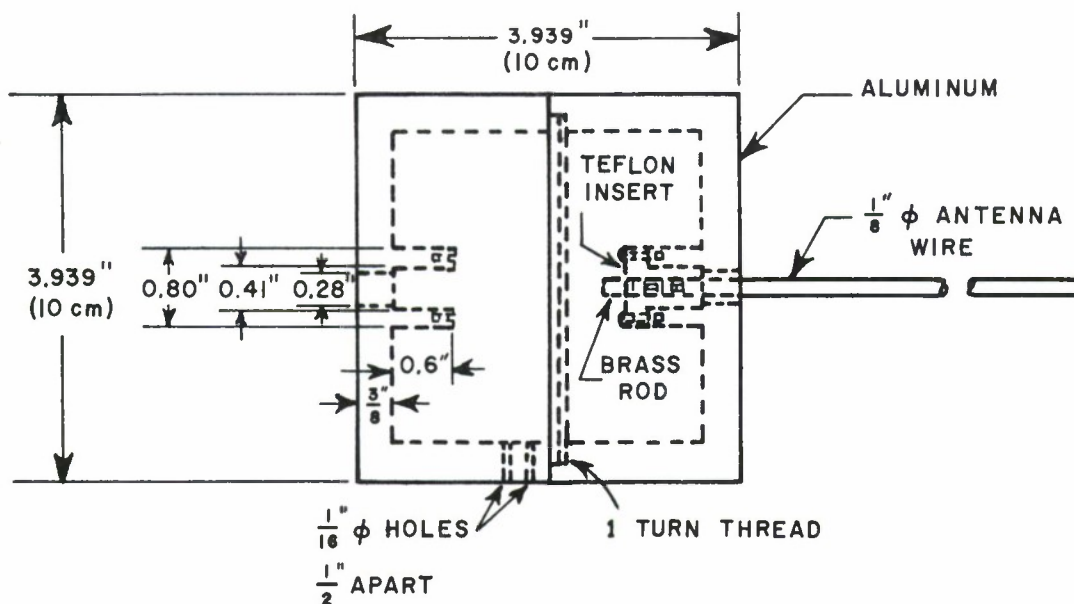 3.939"
(10 cm)
ALUMINUM
TEFLON
INSERT
1/8" φ ANTENNA
WIRE
3.939"
(10 cm)
0.80"
0.41"
0.28"
0.6"
3/8"
BRASS
ROD
1/16" φ HOLES
1/2" APART
1 TURN THREAD